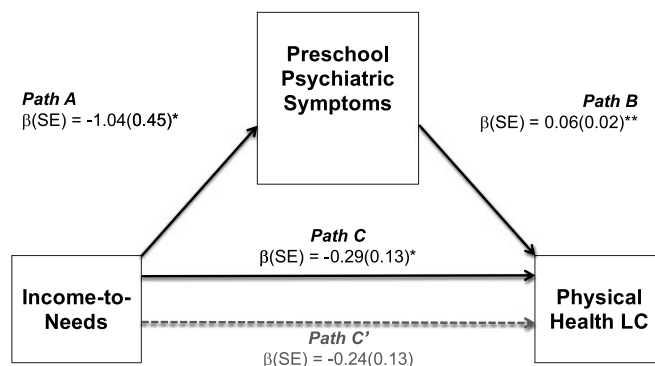 Preschool
Psychiatric
Symptoms
Path A
β(SE) = -1.04(0.45)*
Path B
β(SE) = 0.06(0.02)**
Path C
β(SE) = -0.29(0.13)*
Income-to-
Needs
Physical
Health LC
Path C’
β(SE) = -0.24(0.13)